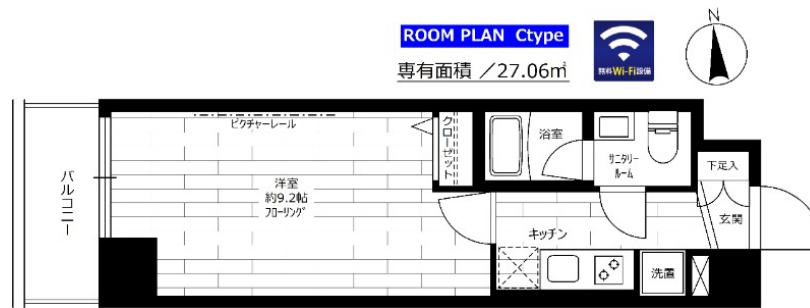 ROOM PLAN Ctype
専有面積 ／27.06㎡
無料Wi-Fi設備
N
ピクチャーレール
クローゼット
浴室
サニタリー
ルーム
下足入
玄関
バルコニー
洋室
約9.2帖
フローリング
キッチン
洗置